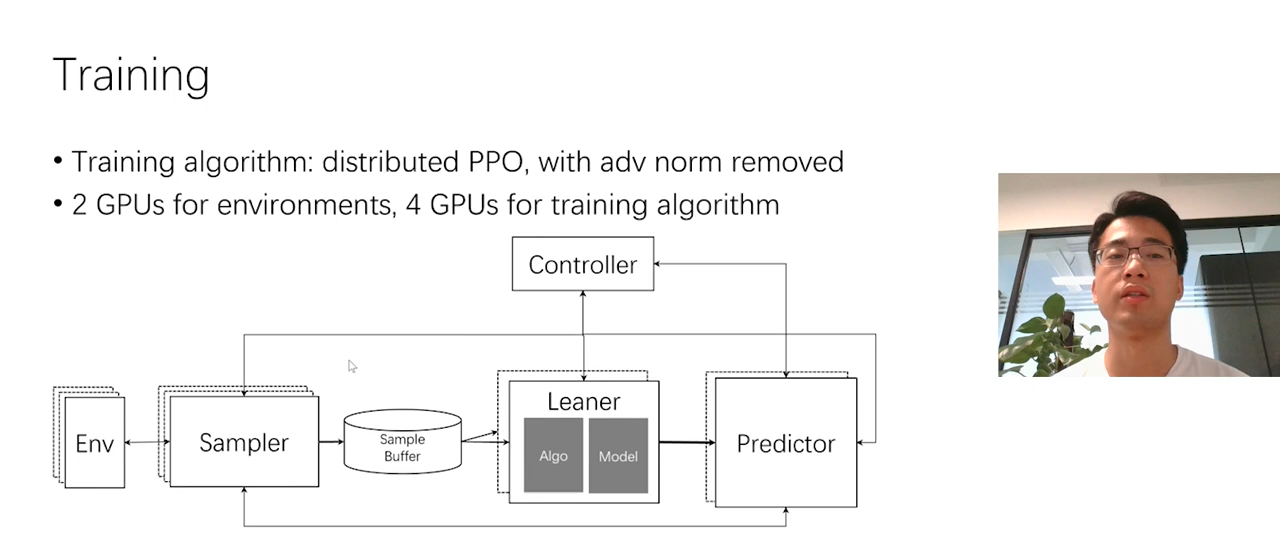 Training
• Training algorithm: distributed PPO, with adv norm removed
• 2 GPUs for environments, 4 GPUs for training algorithm
Controller
Env
Sampler
Sample
Buffer
Leaner
Algo
Model
Predictor